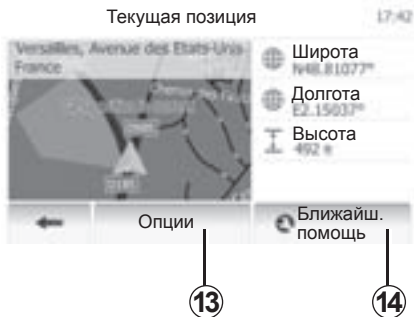 Текущая позиция
17:42
Versailles, Avenue des Etats-Unis
France
Широта
N48.81077°
Долгота
E2.15037°
Высота
492 в
Опции
Ближайш.
помощь
13
14